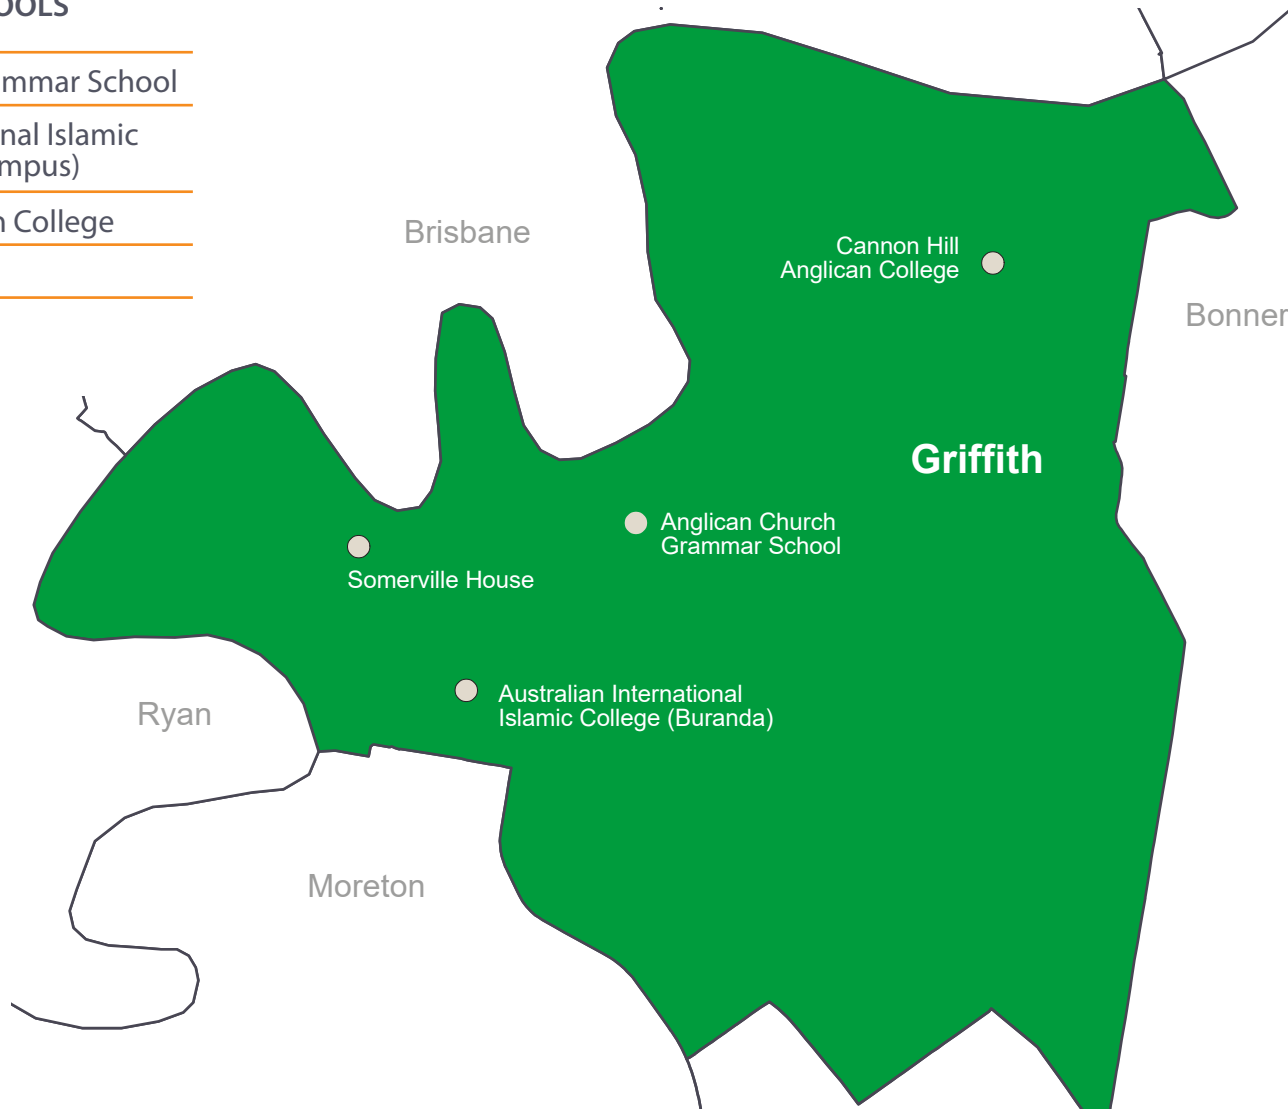 mmar School
nal Islamic
mpus)
College
Brisbane
Cannon Hill
Anglican College
Bonner
Griffith
Anglican Church
Grammar School
Somerville House
Australian International
Islamic College (Buranda)
Ryan
Moreton